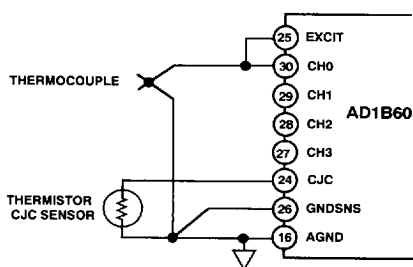 25 EXCIT
THERMOCOUPLE
30 CH0
29 CH1
AD1B60
28 CH2
27 CH3
THERMISTOR
CJC SENSOR
24 CJC
26 GNDSNS
16 AGND